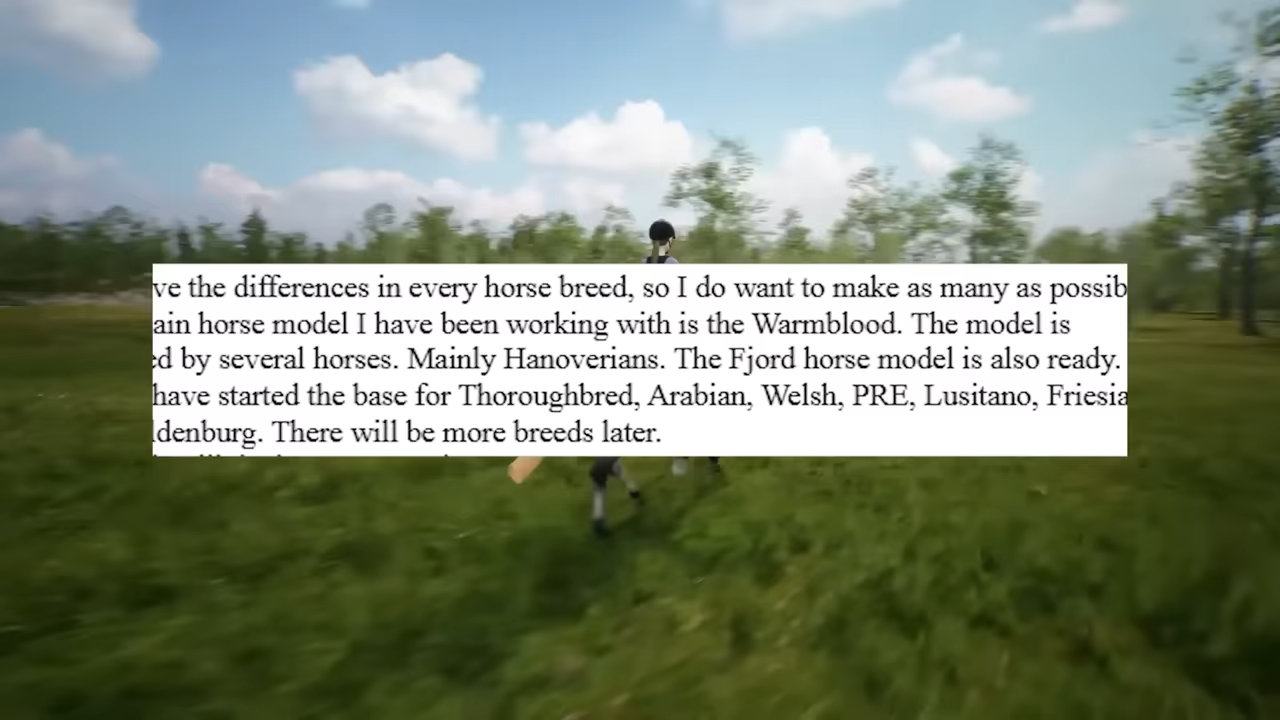 ve the differences in every horse breed, so I do want to make as many as possib
ain horse model I have been working with is the Warmblood. The model is
d by several horses. Mainly Hanoverians. The Fjord horse model is also ready.
have started the base for Thoroughbred, Arabian, Welsh, PRE, Lusitano, Friesia
denburg. There will be more breeds later.